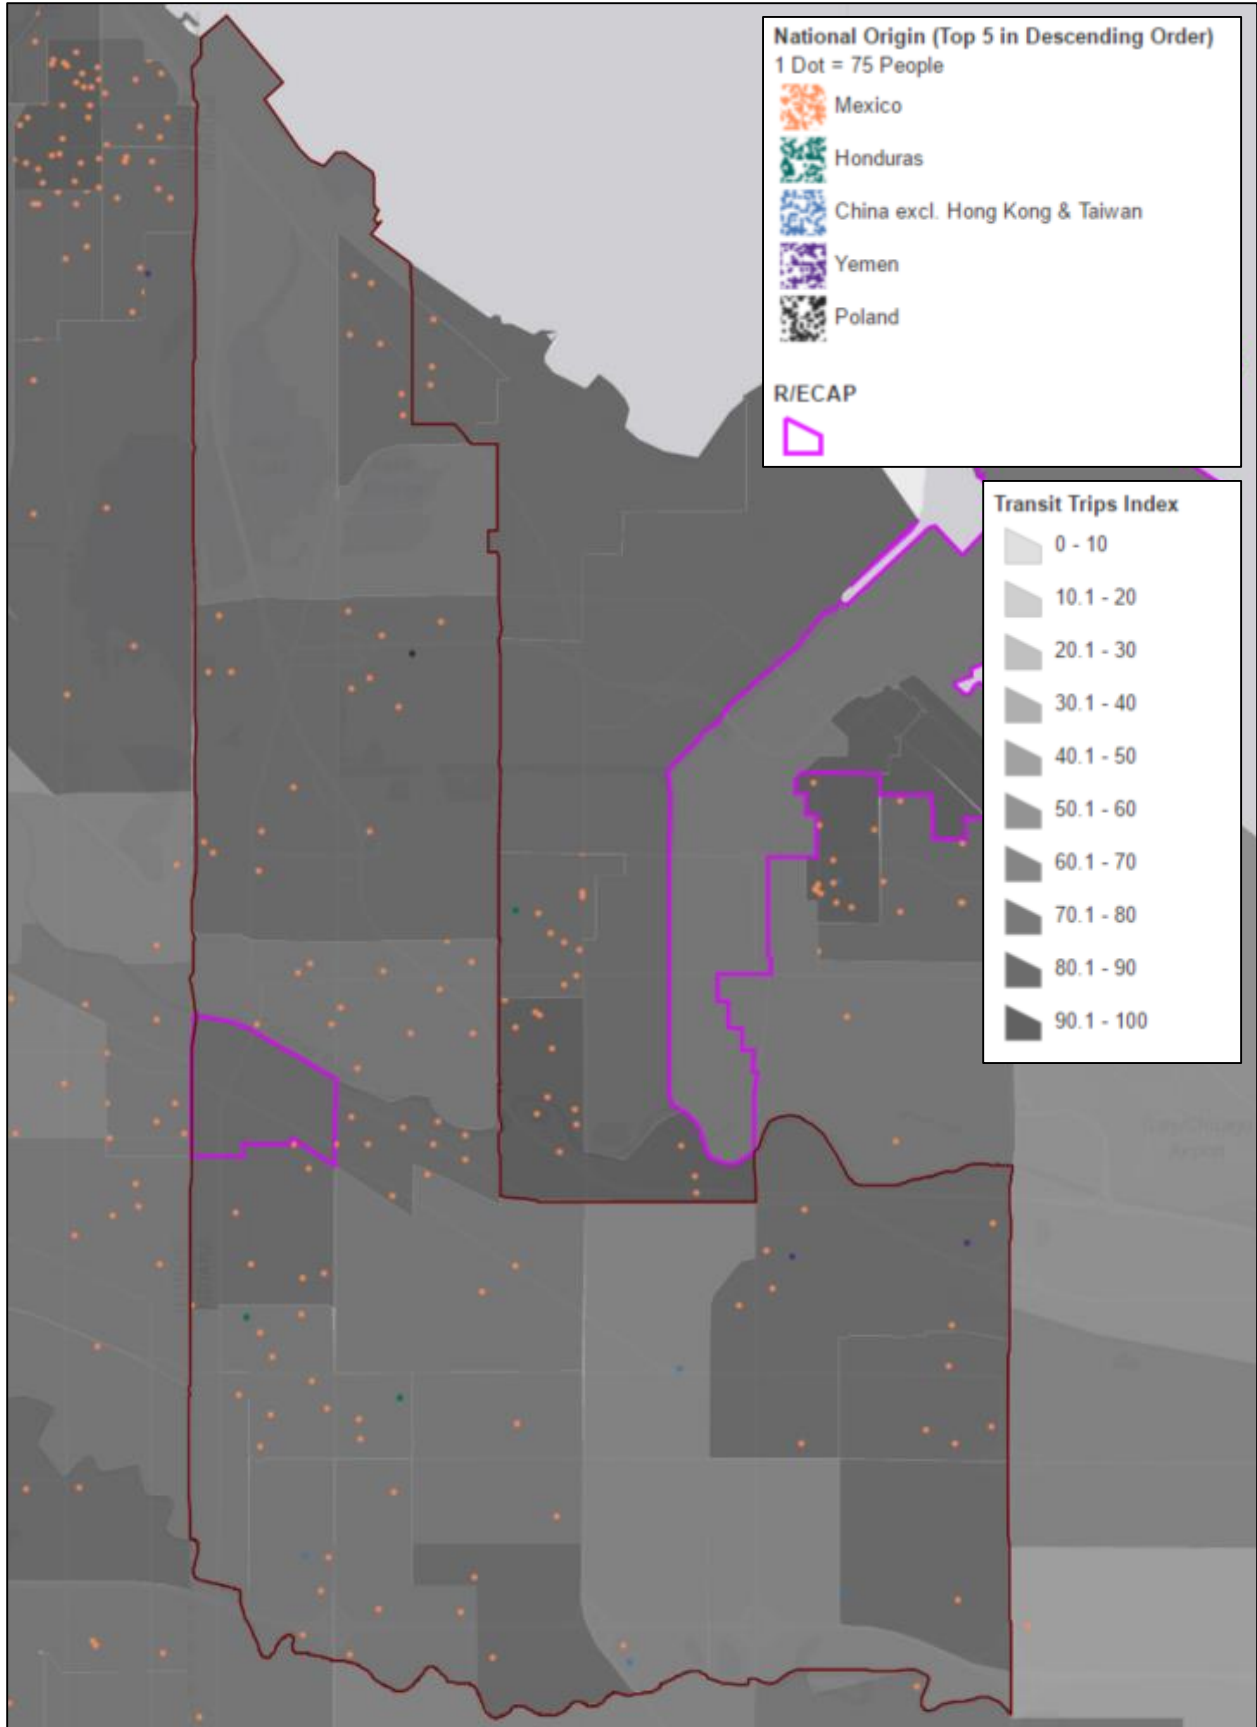 National Origin (Top 5 in Descending Order)
1 Dot = 75 People
Mexico
Honduras
China excl. Hong Kong & Taiwan
Yemen
Poland
R/ECAP
Transit Trips Index
0 - 10
10.1 - 20
20.1 - 30
30.1 - 40
40.1 - 50
50.1 - 60
60.1 - 70
70.1 - 80
80.1 - 90
90.1 - 100
Gary/Chicago